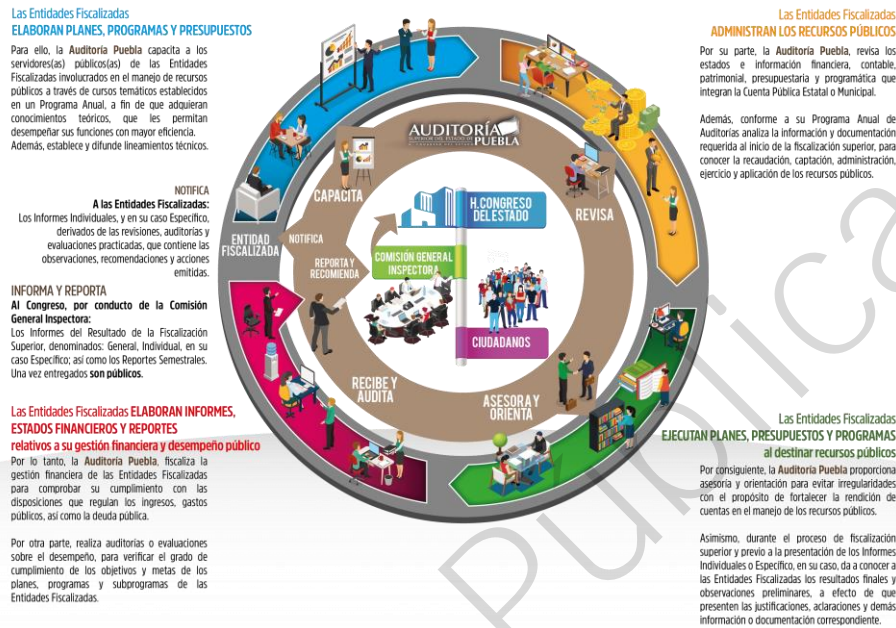 Las Entidades Fiscalizadas
ELABORAN PLANES, PROGRAMAS Y PRESUPUESTOS
Para ello, la Auditoría Puebla capacita a los
servidores(as) públicos(as) de las Entidades
Fiscalizadas involucrados en el manejo de recursos
públicos a través de cursos temáticos establecidos
en un Programa Anual, a fin de que adquieran
conocimientos teóricos, que les permitan
desempeñar sus funciones con mayor eficiencia.
Además, establece y difunde lineamientos técnicos.
NOTIFICA
A las Entidades Fiscalizadas:
Los Informes Individuales, y en su caso Específico,
derivados de las revisiones, auditorías y
evaluaciones practicadas, que contiene las
observaciones, recomendaciones y acciones
emitidas.
INFORMA Y REPORTA
Al Congreso, por conducto de la Comisión
General Inspectora:
Los Informes del Resultado de la Fiscalización
Superior, denominados: General, Individual, en su
caso Específico; así como los Reportes Semestrales.
Una vez entregados son públicos.
Las Entidades Fiscalizadas ELABORAN INFORMES,
ESTADOS FINANCIEROS Y REPORTES
relativos a su gestión financiera y desempeño público
Por lo tanto, la Auditoría Puebla, fiscaliza la
gestión financiera de las Entidades Fiscalizadas
para comprobar su cumplimiento con las
disposiciones que regulan los ingresos, gastos
públicos, así como la deuda pública.
Por otra parte, realiza auditorías o evaluaciones
sobre el desempeño, para verificar el grado de
cumplimiento de los objetivos y metas de los
planes, programas y subprogramas de las
Entidades Fiscalizadas.
AUDITORÍA
PUEBLA
CAPACITA
REVISA
H. CONGRESO
DEL ESTADO
ENTIDAD
FISCALIZADA
NOTIFICA
REPORTA Y
RECOMIENDA
COMISIÓN GENERAL
INSPECTORA
CIUDADANOS
RECIBE Y
AUDITA
ASESORA Y
ORIENTA
Las Entidades Fiscalizadas
ADMINISTRAN LOS RECURSOS PÚBLICOS
Por su parte, la Auditoría Puebla, revisa los
estados e información financiera, contable,
patrimonial, presupuestaria y programática que
integran la Cuenta Pública Estatal o Municipal.
Además, conforme a su Programa Anual de
Auditorías analiza la información y documentación
requerida al inicio de la fiscalización superior, para
conocer la recaudación, captación, administración,
ejercicio y aplicación de los recursos públicos.
Las Entidades Fiscalizadas
EJECUTAN PLANES, PRESUPUESTOS Y PROGRAMAS
al destinar recursos públicos
Por consiguiente, la Auditoría Puebla proporciona
asesoría y orientación para evitar irregularidades
con el propósito de fortalecer la rendición de
cuentas en el manejo de los recursos públicos.
Asimismo, durante el proceso de fiscalización
superior y previo a la presentación de los Informes
Individuales o Específico, en su caso, da a conocer a
las Entidades Fiscalizadas los resultados finales y
observaciones preliminares, a efecto de que
presenten las justificaciones, aclaraciones y demás
información o documentación correspondiente.
Pública